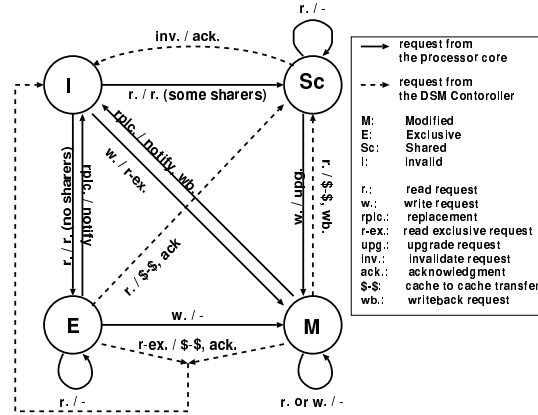 r. / -
inv. / ack.
I
Sc
r. / r. (some sharers)
rplc. / notify, wb.
w. / r-ex.
r. / r. (no sharers)
rplc. / notify
w. / upg.
r. / $-$, wb.
r. / $-$, ack
E
w. / -
M
r-ex. / $-$, ack.
r. / -
r. or w. / -
request from
the processor core
request from
the DSM Contoroller
M: Modified
E: Exclusive
Sc: Shared
I: Invalid
r.: read request
w.: write request
rplc.: replacement
r-ex.: read exclusive request
upg.: upgrade request
inv.: invalidate request
ack.: acknowledgment
$-$: cache to cache transfer
wb.: writeback request